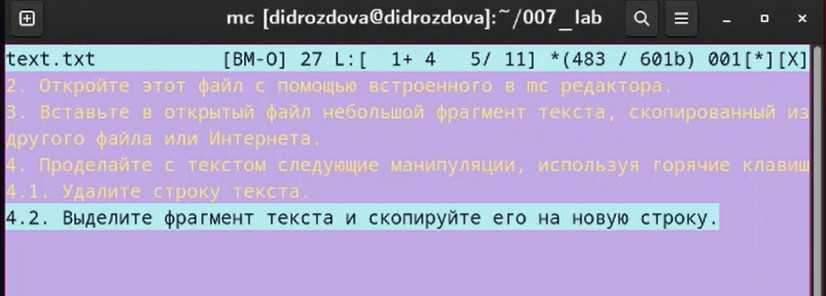 mc [didrozdova@didrozdova]:~/007_lab
text.txt [BM-O] 27 L:[ 1+ 4 5/ 11] *(483 / 601b) 001[*][X]
2. Откройте этот файл с помощью встроенного в mc редактора.
3. Вставьте в открытый файл небольшой фрагмент текста, скопированный из
другого файла или Интернета.
4. Проделайте с текстом следующие манипуляции, используя горячие клавиш
4.1. Удалите строку текста.
4.2. Выделите фрагмент текста и скопируйте его на новую строку.